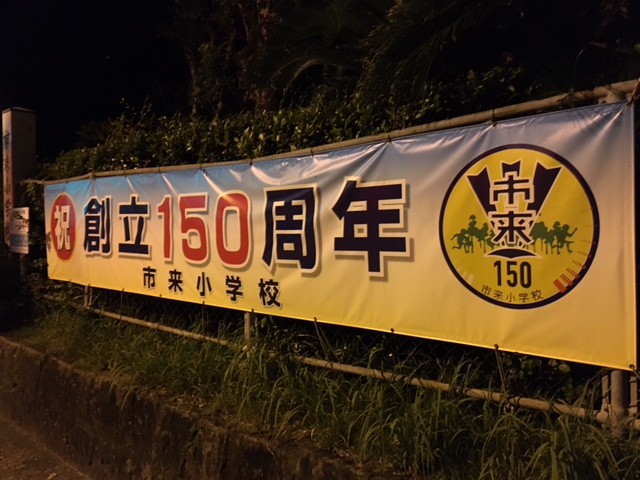 祝 創立150周年
市来小学校
市来
150
市来小学校